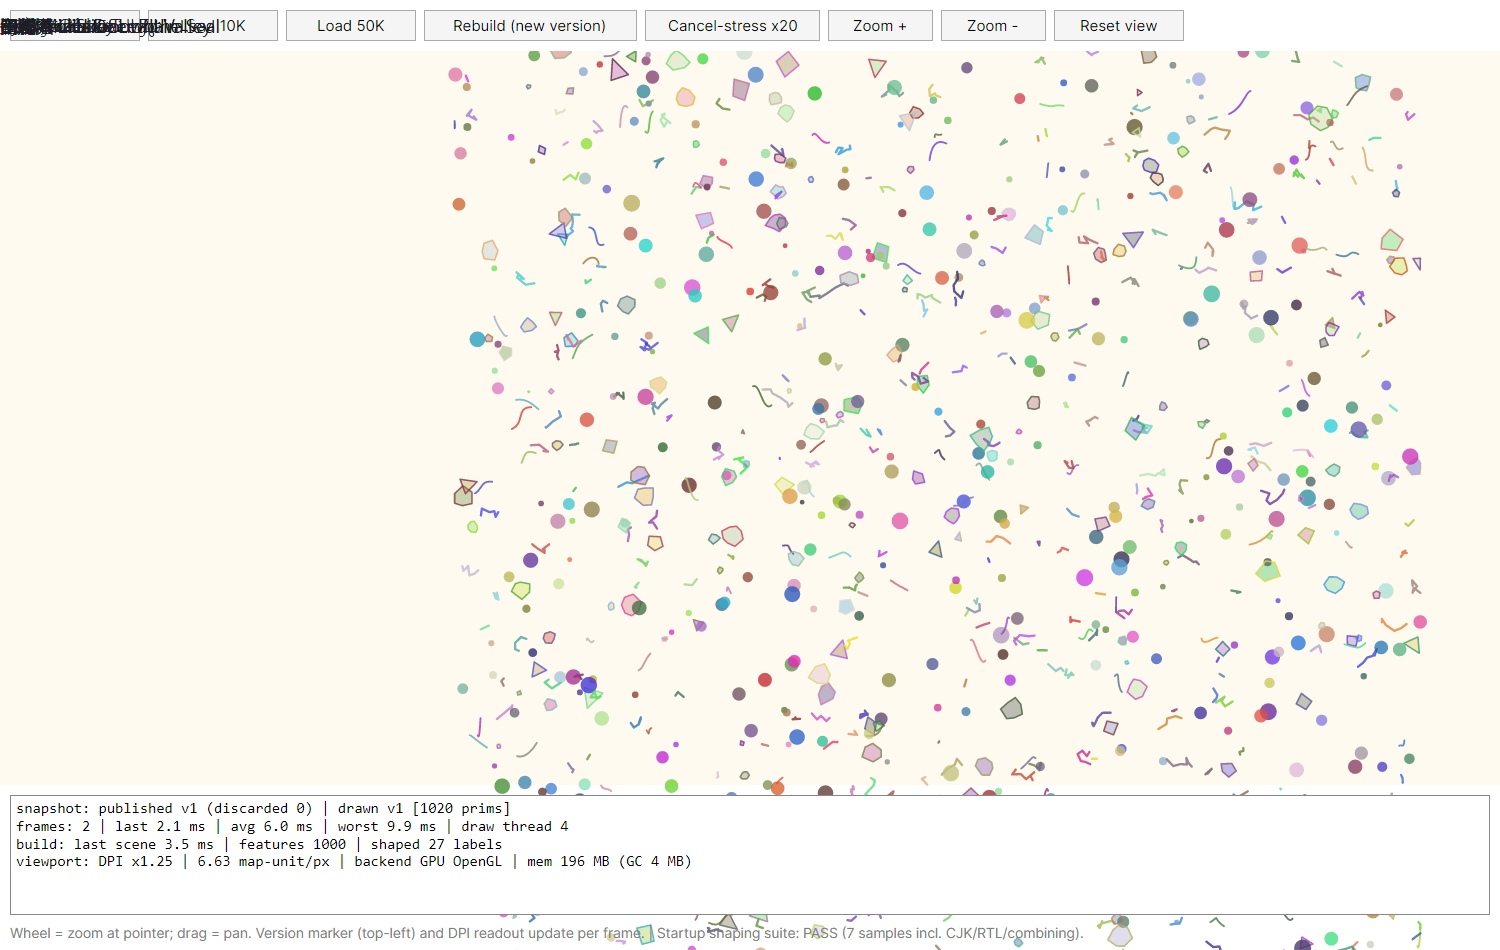 10K
Load 50K
Rebuild (new version)
Cancel-stress x20
Zoom +
Zoom -
Reset view
snapshot: published v1 (discarded 0) | drawn v1 [1020 prims]
frames: 2 | last 2.1 ms | avg 6.0 ms | worst 9.9 ms | draw thread 4
build: last scene 3.5 ms | features 1000 | shaped 27 labels
viewport: DPI x1.25 | 6.63 map-unit/px | backend GPU OpenGL | mem 196 MB (GC 4 MB)
Wheel = zoom at pointer; drag = pan. Version marker (top-left) and DPI readout update per frame. | Startup shaping suite: PASS (7 samples incl. CJK/RTL/combining).